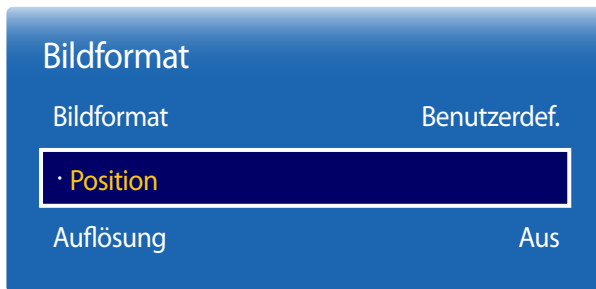 Bildformat
Bildformat Benutzerdef.
· Position
Auflösung Aus